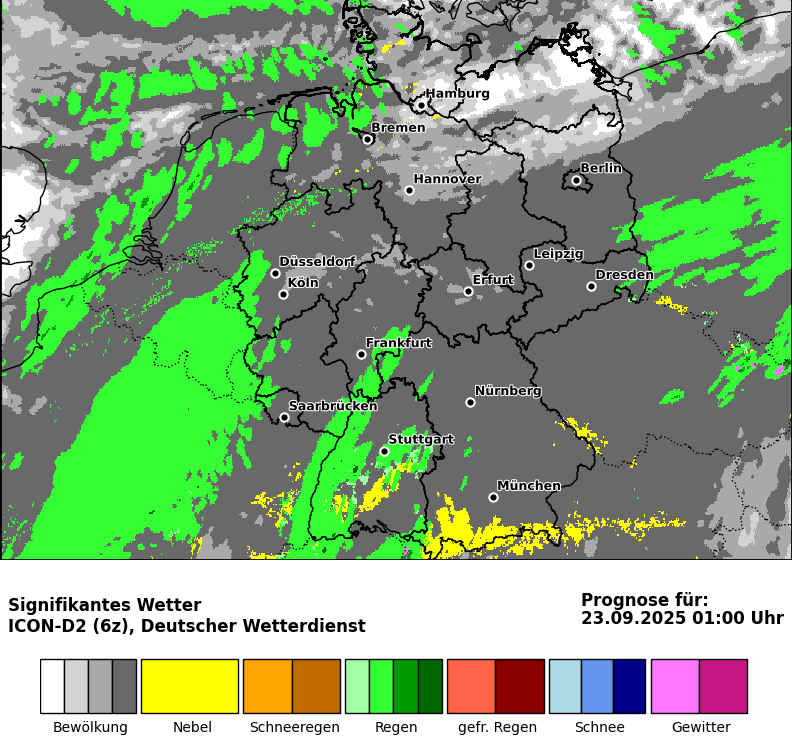 Hamburg
Bremen
Berlin
Hannover
Leipzig
Düsseldorf
Dresden
Köln
Erfurt
Frankfurt
Nürnberg
Saarbrücken
Stuttgart
München
Signifikantes Wetter
ICON-D2 (6z), Deutscher Wetterdienst
Prognose für:
23.09.2025 01:00 Uhr
Bewölkung Nebel Schneeregen Regen gefr. Regen Schnee Gewitter